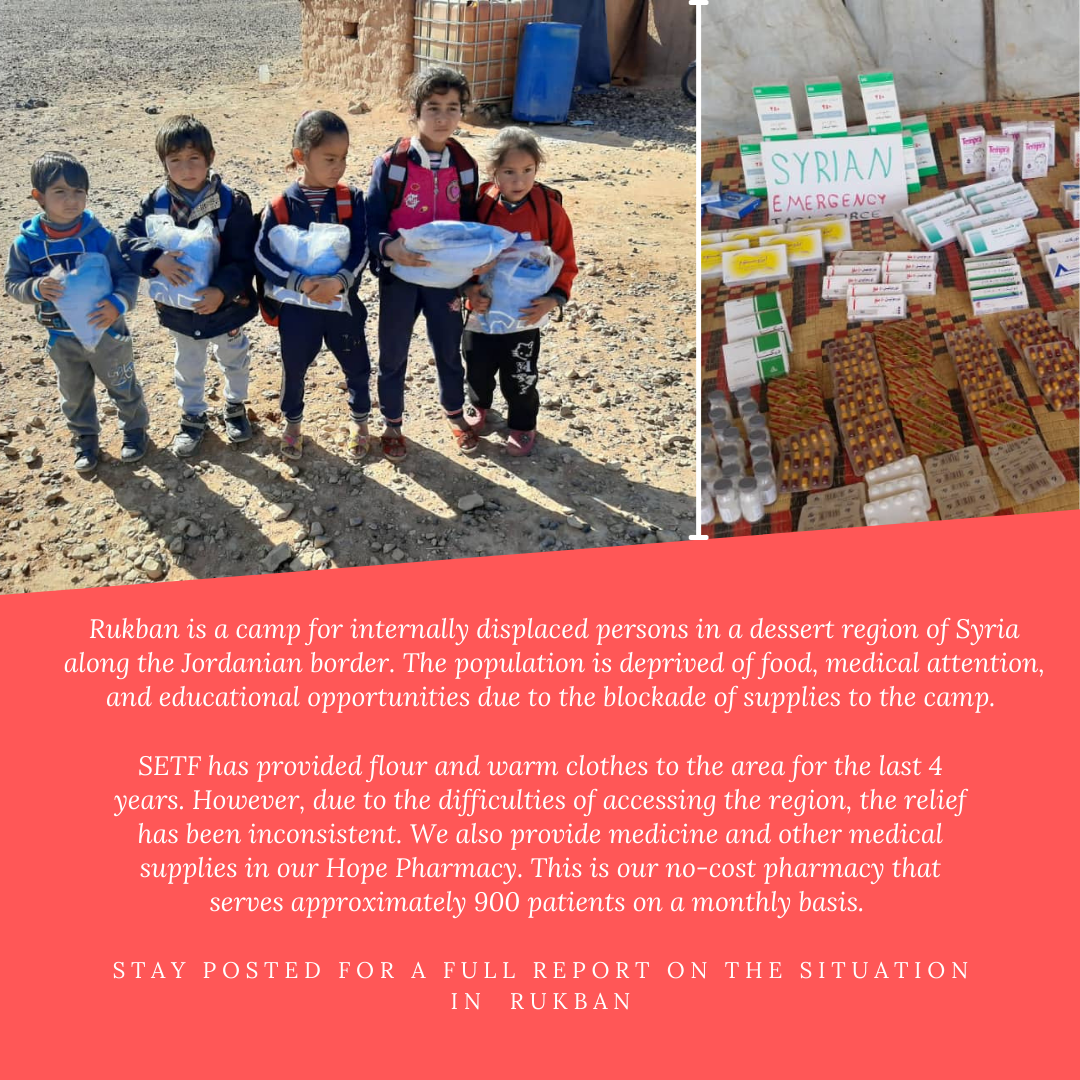 SYRIAN
EMERGENCY
TASK FORCE
Tempra
Tempra
Tempra
Rukban is a camp for internally displaced persons in a dessert region of Syria
along the Jordanian border. The population is deprived of food, medical attention,
and educational opportunities due to the blockade of supplies to the camp.
SETF has provided flour and warm clothes to the area for the last 4
years. However, due to the difficulties of accessing the region, the relief
has been inconsistent. We also provide medicine and other medical
supplies in our Hope Pharmacy. This is our no-cost pharmacy that
serves approximately 900 patients on a monthly basis.
STAY POSTED FOR A FULL REPORT ON THE SITUATION
IN RUKBAN